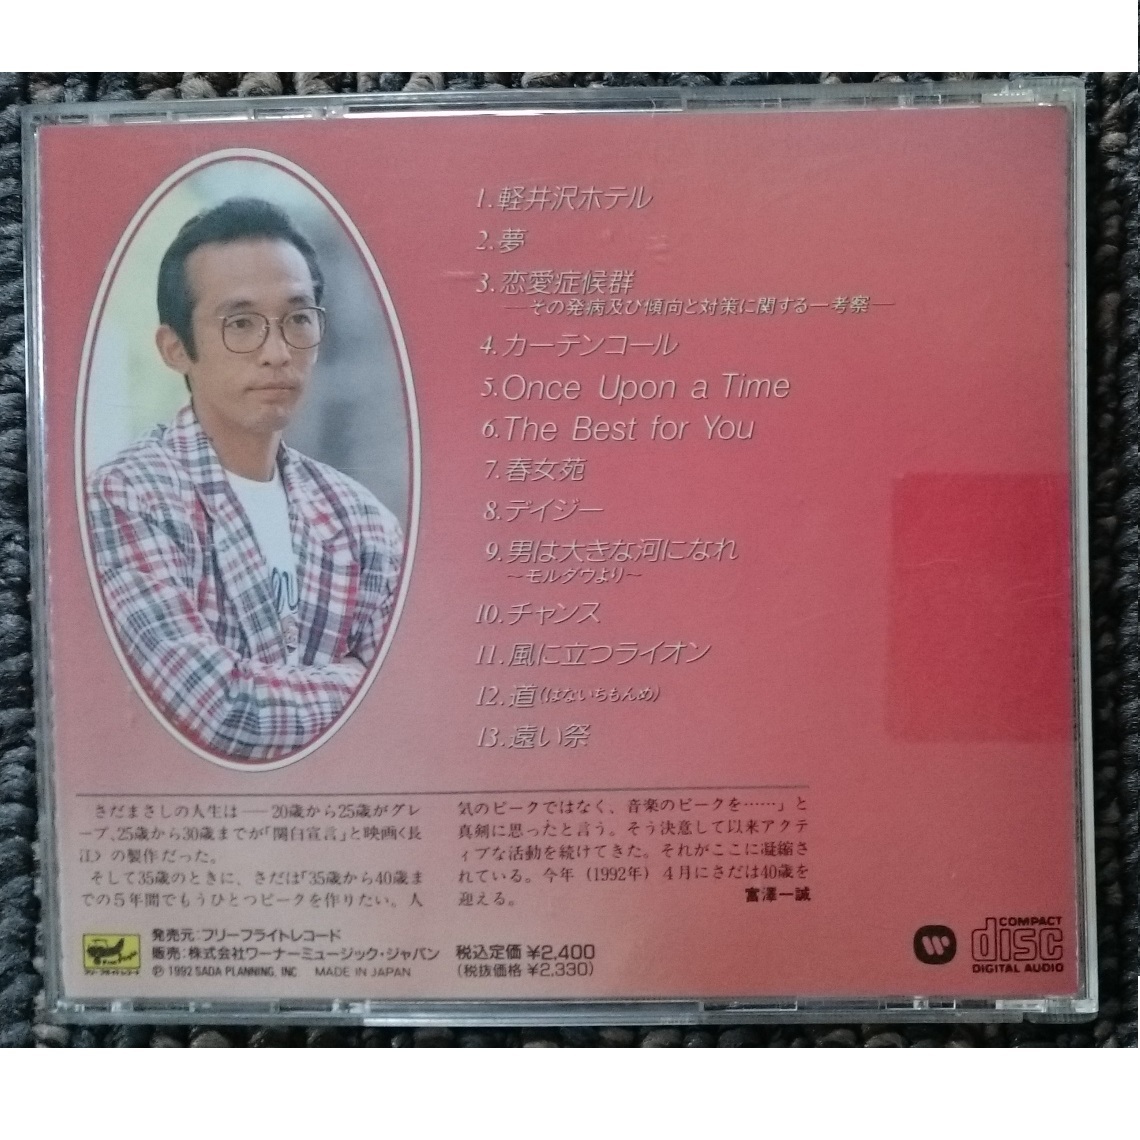 1.軽井沢ホテル
2.夢
3.恋愛症候群
―その発病及び傾向と対策に関する一考察―
4.カーテンコール
5.Once Upon a Time
6.The Best for You
7.春女苑
8.デイジー
9.男は大きな河になれ
〜モルダウより〜
10.チャンス
11.風に立つライオン
12.道(はないちもんめ)
13.遠い祭
さだまさしの人生は――20歳から25歳がグレ
ープ、25歳から30歳までが「関白宣言」と映画〈長
江〉の製作だった。
そして35歳のときに、さだは「35歳から40歳ま
での5年間でもうひとつピークを作りたい。人
気のピークではなく、音楽のピークを……」と
真剣に思ったと言う。そう決意して以来アクテ
ィブな活動を続けてきた。それがここに凝縮さ
れている。今年(1992年)4月にさだは40歳を
迎える。
富澤一誠
発売元:フリーフライトレコード
販売:株式会社ワーナーミュージック・ジャパン
℗1992 SADA PLANNING, INC MADE IN JAPAN
税込定価 ¥2,400
(税抜価格 ¥2,330)
COMPACT
disc
DIGITAL AUDIO